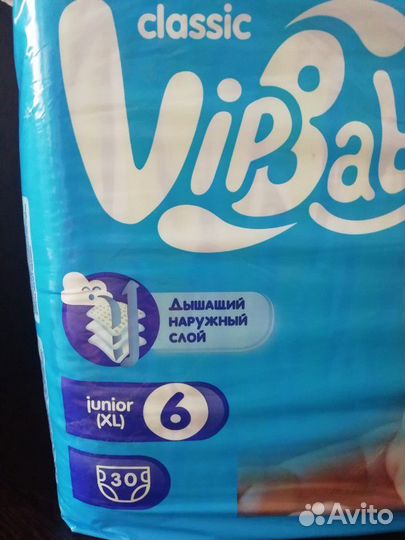 classic
VipBab
Дышащий
наружный
слой
junior
(XL)
6
30
Avito